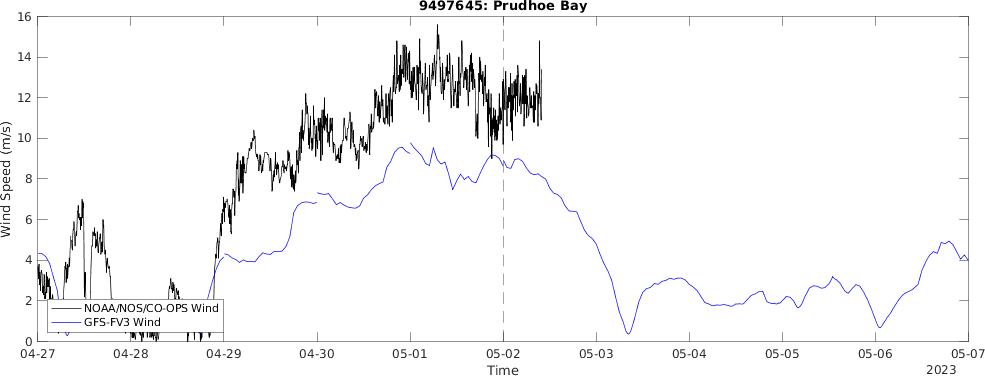 9497645: Prudhoe Bay
16
14
12
10
8
6
4
2
0
Wind Speed (m/s)
NOAA/NOS/CO-OPS Wind
GFS-FV3 Wind
04-27 04-28 04-29 04-30 05-01 05-02 05-03 05-04 05-05 05-06 05-07
Time
2023